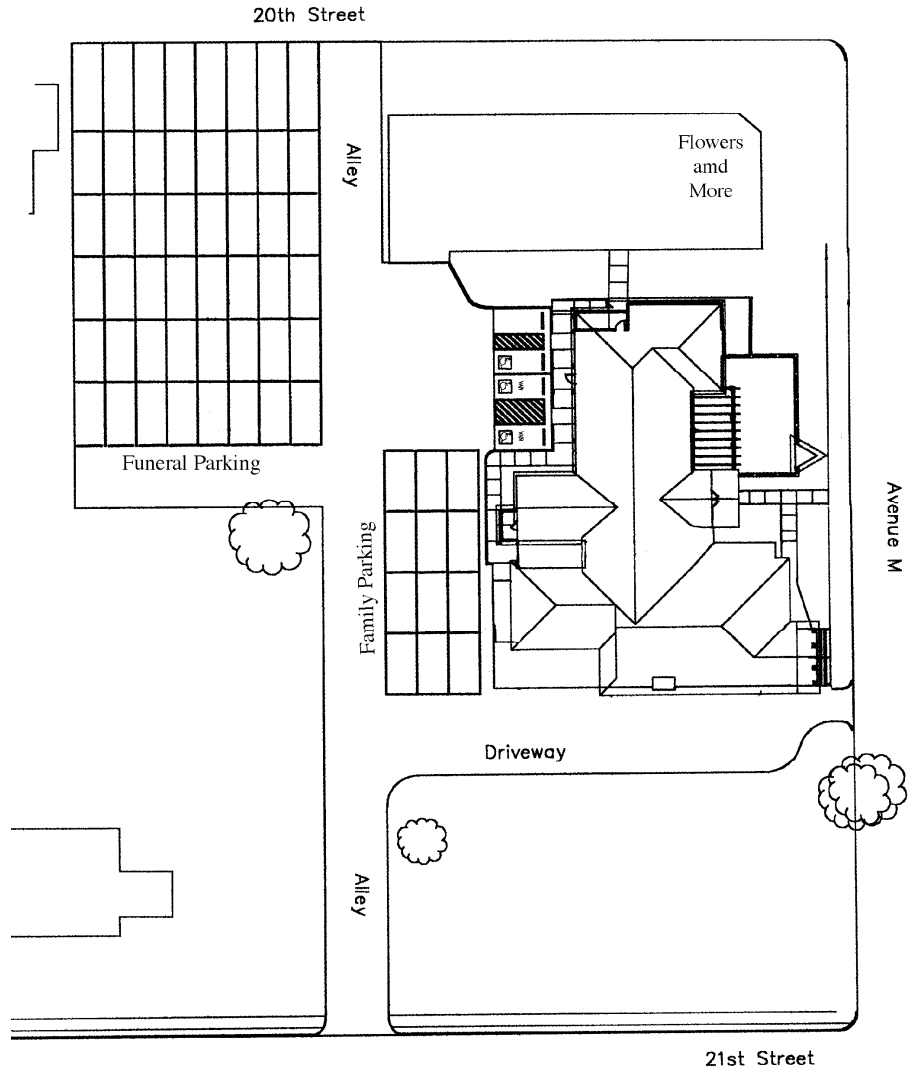 20th Street
Alley
Flowers
amd
More
Funeral Parking
Family Parking
Avenue M
Driveway
Alley
21st Street